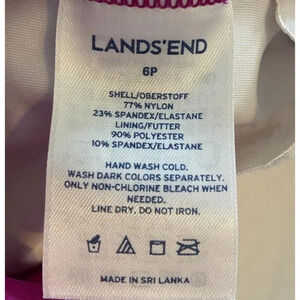 LANDS'END
6P
SHELL/OBERSTOFF
77% NYLON
23% SPANDEX/ELASTANE
LINING/FUTTER
90% POLYESTER
10% SPANDEX/ELASTANE
HAND WASH COLD.
WASH DARK COLORS SEPARATELY.
ONLY NON-CHLORINE BLEACH WHEN
NEEDED.
LINE DRY. DO NOT IRON.
MADE IN SRI LANKA